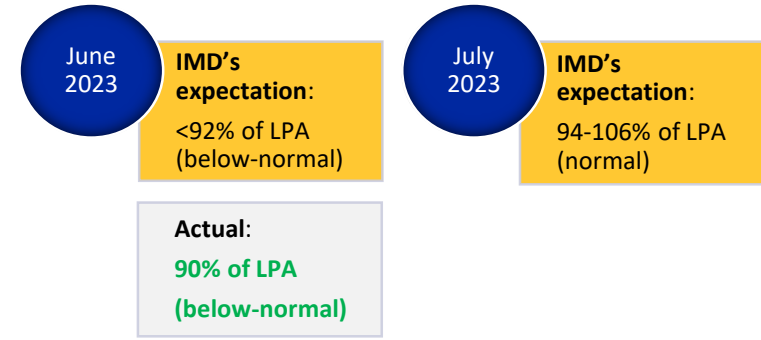 June
2023
IMD's
expectation:
<92% of LPA
(below-normal)
Actual:
90% of LPA
(below-normal)
July
2023
IMD's
expectation:
94-106% of LPA
(normal)